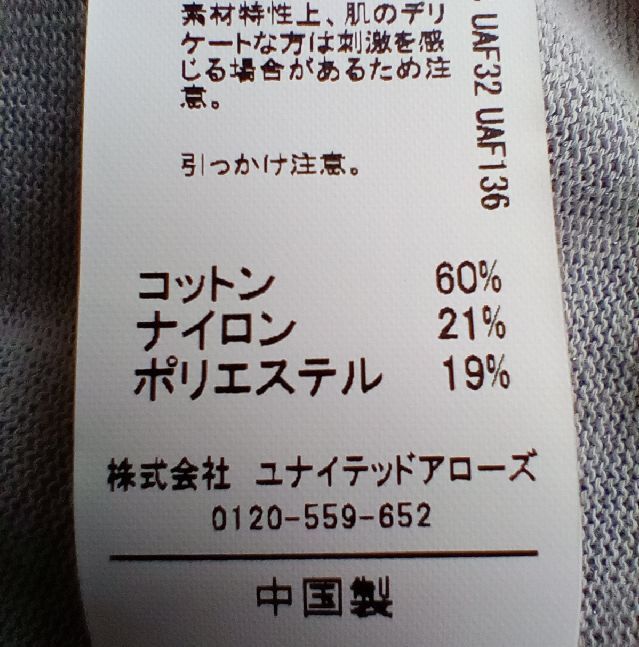 素材特性上、肌のデリ
ケートな方は刺激を感
じる場合があるため注
意。
引っかけ注意。
UAF32 UAF136
コットン 60%
ナイロン 21%
ポリエステル 19%
株式会社 ユナイテッドアローズ
0120-559-652
中国製